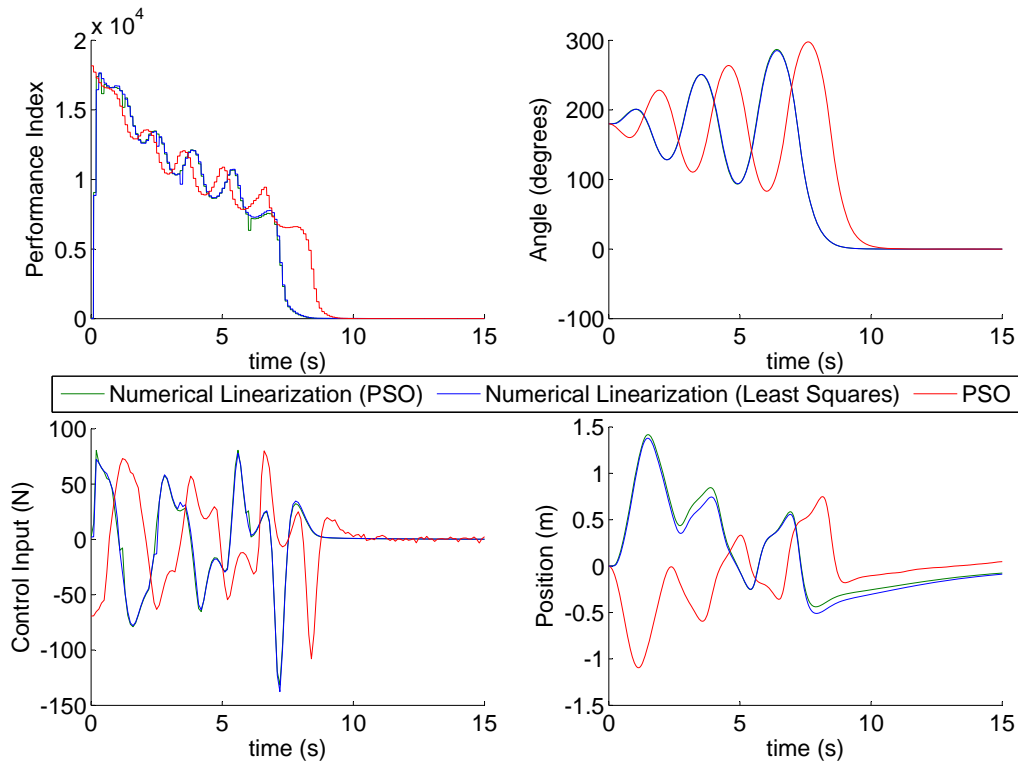 x 10^4
2
1.5
1
0.5
0
Performance Index
0 5 10 15
time (s)
300
200
100
0
-100
Angle (degrees)
0 5 10 15
time (s)
Numerical Linearization (PSO) Numerical Linearization (Least Squares) PSO
100
50
0
-50
-100
-150
Control Input (N)
0 5 10 15
time (s)
1.5
1
0.5
0
-0.5
-1
-1.5
Position (m)
0 5 10 15
time (s)